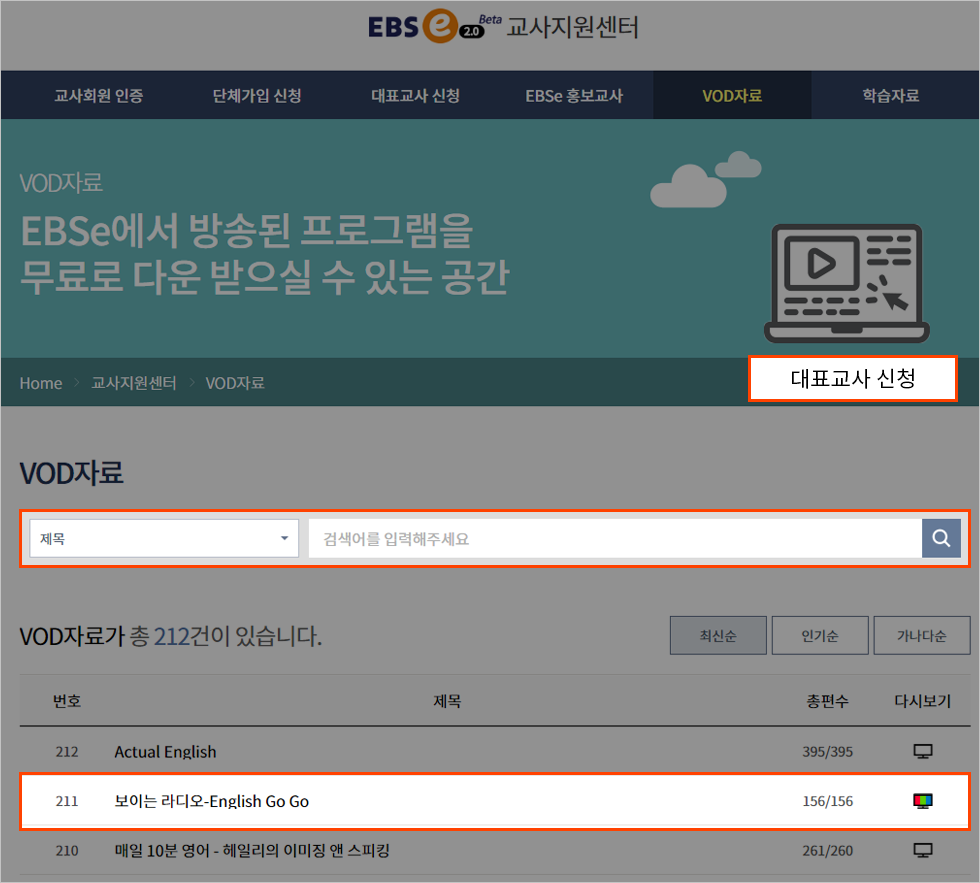 EBS e 2.0 Beta 교사지원센터
교사회원 인증 단체가입 신청 대표교사 신청 EBSe 홍보교사 VOD자료 학습자료
VOD자료
EBSe에서 방송된 프로그램을
무료로 다운 받으실 수 있는 공간
Home > 교사지원센터 > VOD자료
대표교사 신청
VOD자료
제목 검색어를 입력해주세요
VOD자료가 총 212건이 있습니다. 최신순 인기순 가나다순
번호 제목 총편수 다시보기
212 Actual English 395/395
211 보이는 라디오-English Go Go 156/156
210 매일 10분 영어 - 헤일리의 이미징 앤 스피킹 261/260